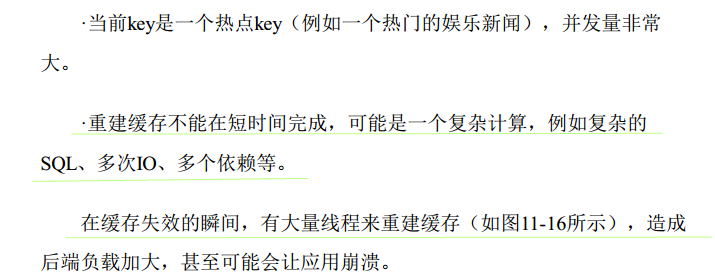 ·当前key是一个热点key（例如一个热门的娱乐新闻），并发量非常
大。
·重建缓存不能在短时间完成，可能是一个复杂计算，例如复杂的
SQL、多次IO、多个依赖等。
在缓存失效的瞬间，有大量线程来重建缓存（如图11-16所示），造成
后端负载加大，甚至可能会让应用崩溃。